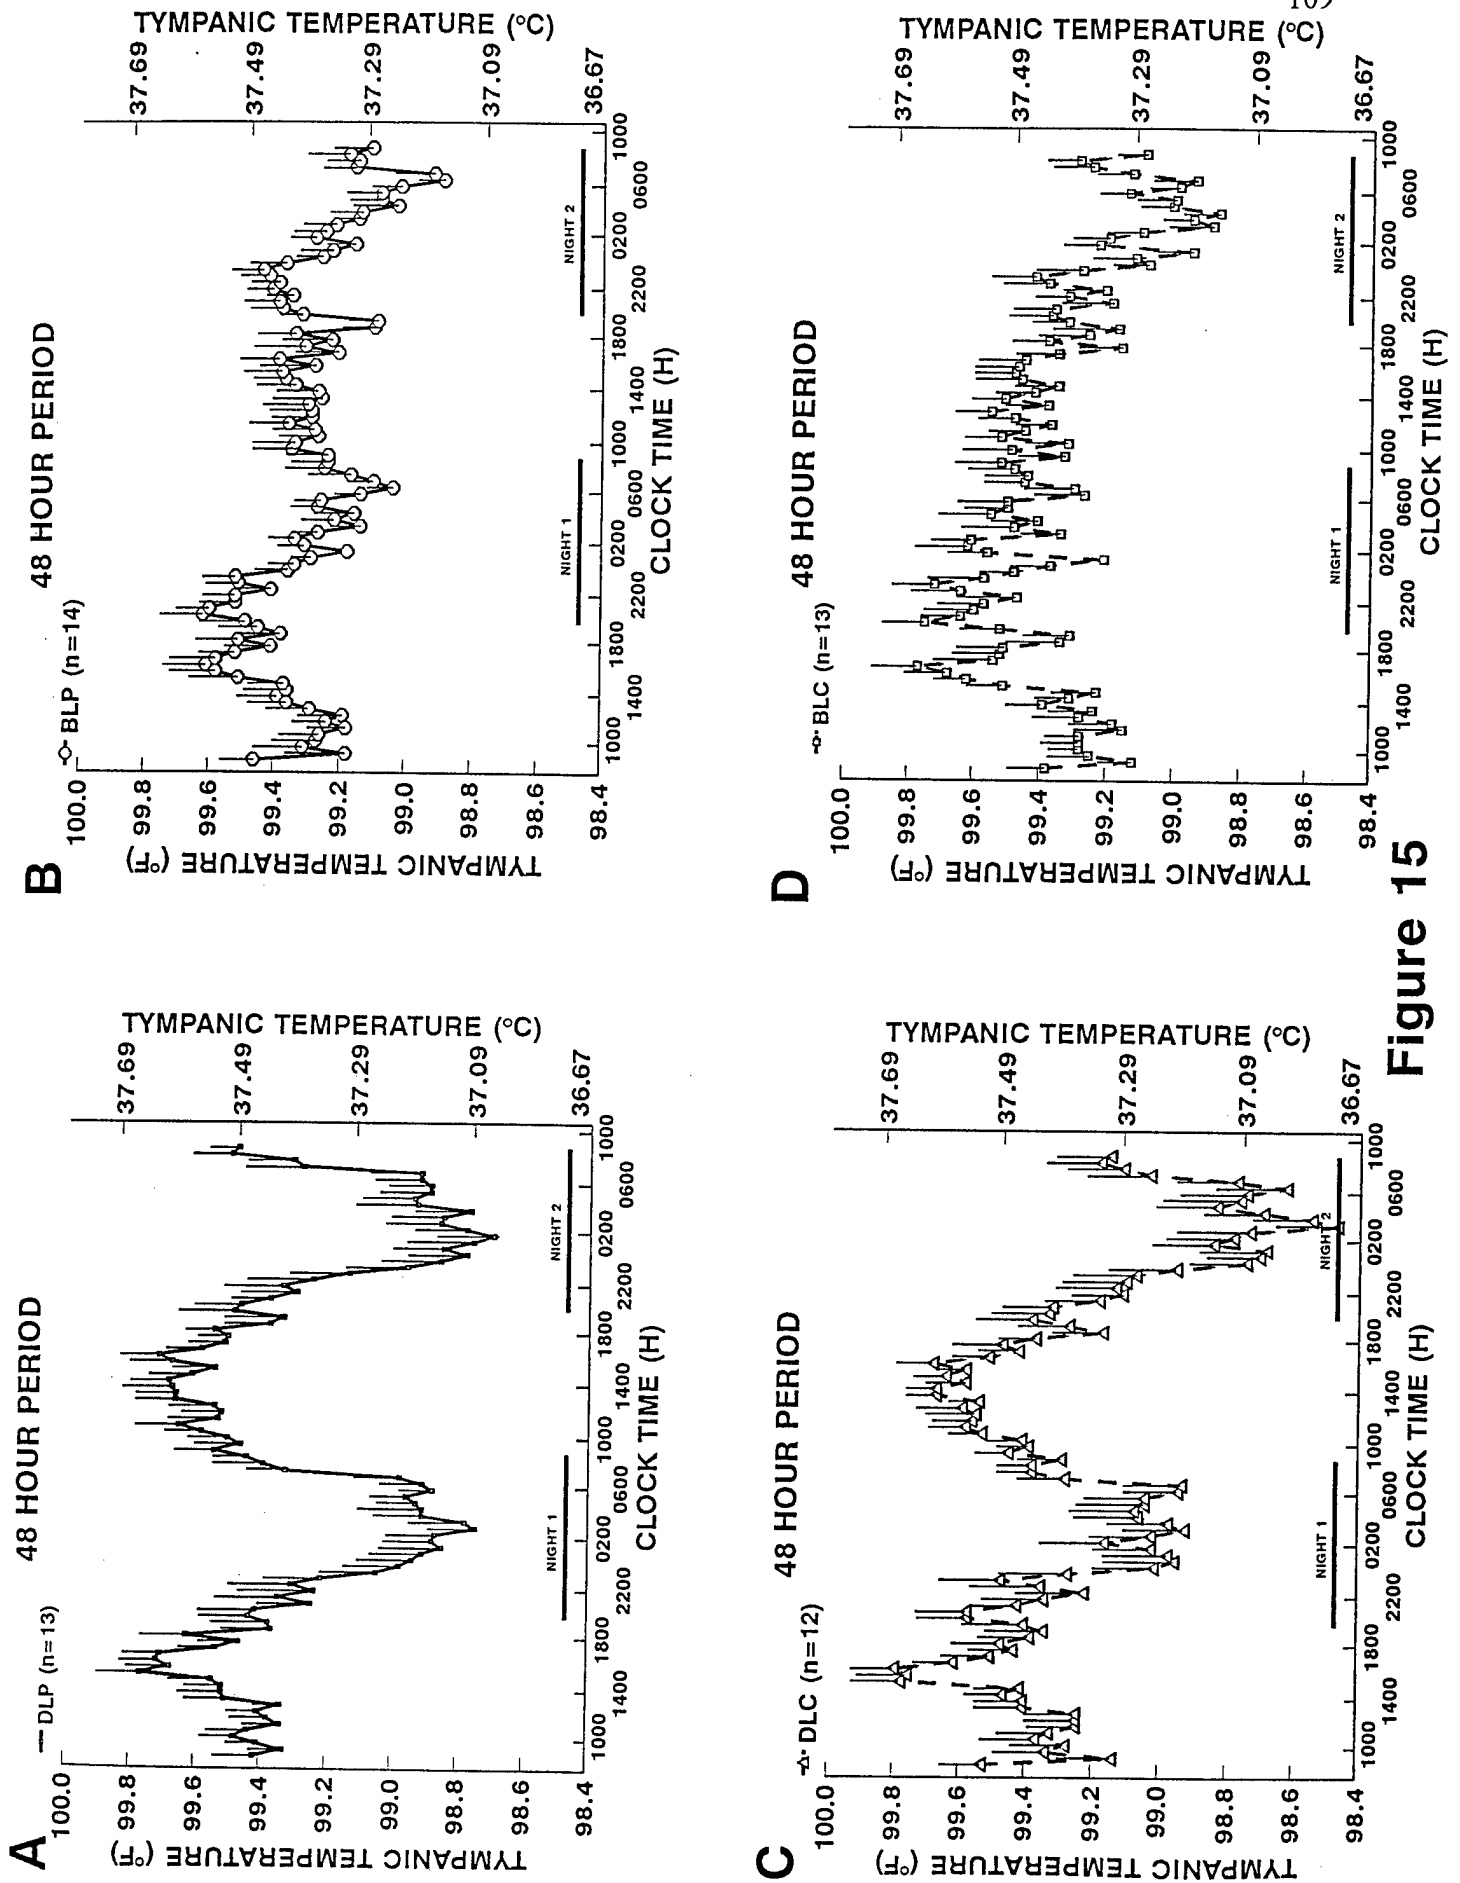 109
A
48 HOUR PERIOD
DLP (n=13)
TYMPANIC TEMPERATURE (°F)
100.0
99.8
99.6
99.4
99.2
99.0
98.8
98.6
98.4
TYMPANIC TEMPERATURE (°C)
37.69
37.49
37.29
37.09
36.67
NIGHT 1
NIGHT 2
1000 1400 1800 2200 0200 0600 1000 1400 1800 2200 0200 0600 1000
CLOCK TIME (H)
B
48 HOUR PERIOD
BLP (n=14)
TYMPANIC TEMPERATURE (°F)
100.0
99.8
99.6
99.4
99.2
99.0
98.8
98.6
98.4
TYMPANIC TEMPERATURE (°C)
37.69
37.49
37.29
37.09
36.67
NIGHT 1
NIGHT 2
1000 1400 1800 2200 0200 0600 1000 1400 1800 2200 0200 0600 1000
CLOCK TIME (H)
C
48 HOUR PERIOD
DLC (n=12)
TYMPANIC TEMPERATURE (°F)
100.0
99.8
99.6
99.4
99.2
99.0
98.8
98.6
98.4
TYMPANIC TEMPERATURE (°C)
37.69
37.49
37.29
37.09
36.67
NIGHT 1
NIGHT 2
1000 1400 1800 2200 0200 0600 1000 1400 1800 2200 0200 0600 1000
CLOCK TIME (H)
D
48 HOUR PERIOD
BLC (n=13)
TYMPANIC TEMPERATURE (°F)
100.0
99.8
99.6
99.4
99.2
99.0
98.8
98.6
98.4
TYMPANIC TEMPERATURE (°C)
37.69
37.49
37.29
37.09
36.67
NIGHT 1
NIGHT 2
1000 1400 1800 2200 0200 0600 1000 1400 1800 2200 0200 0600 1000
CLOCK TIME (H)
Figure 15